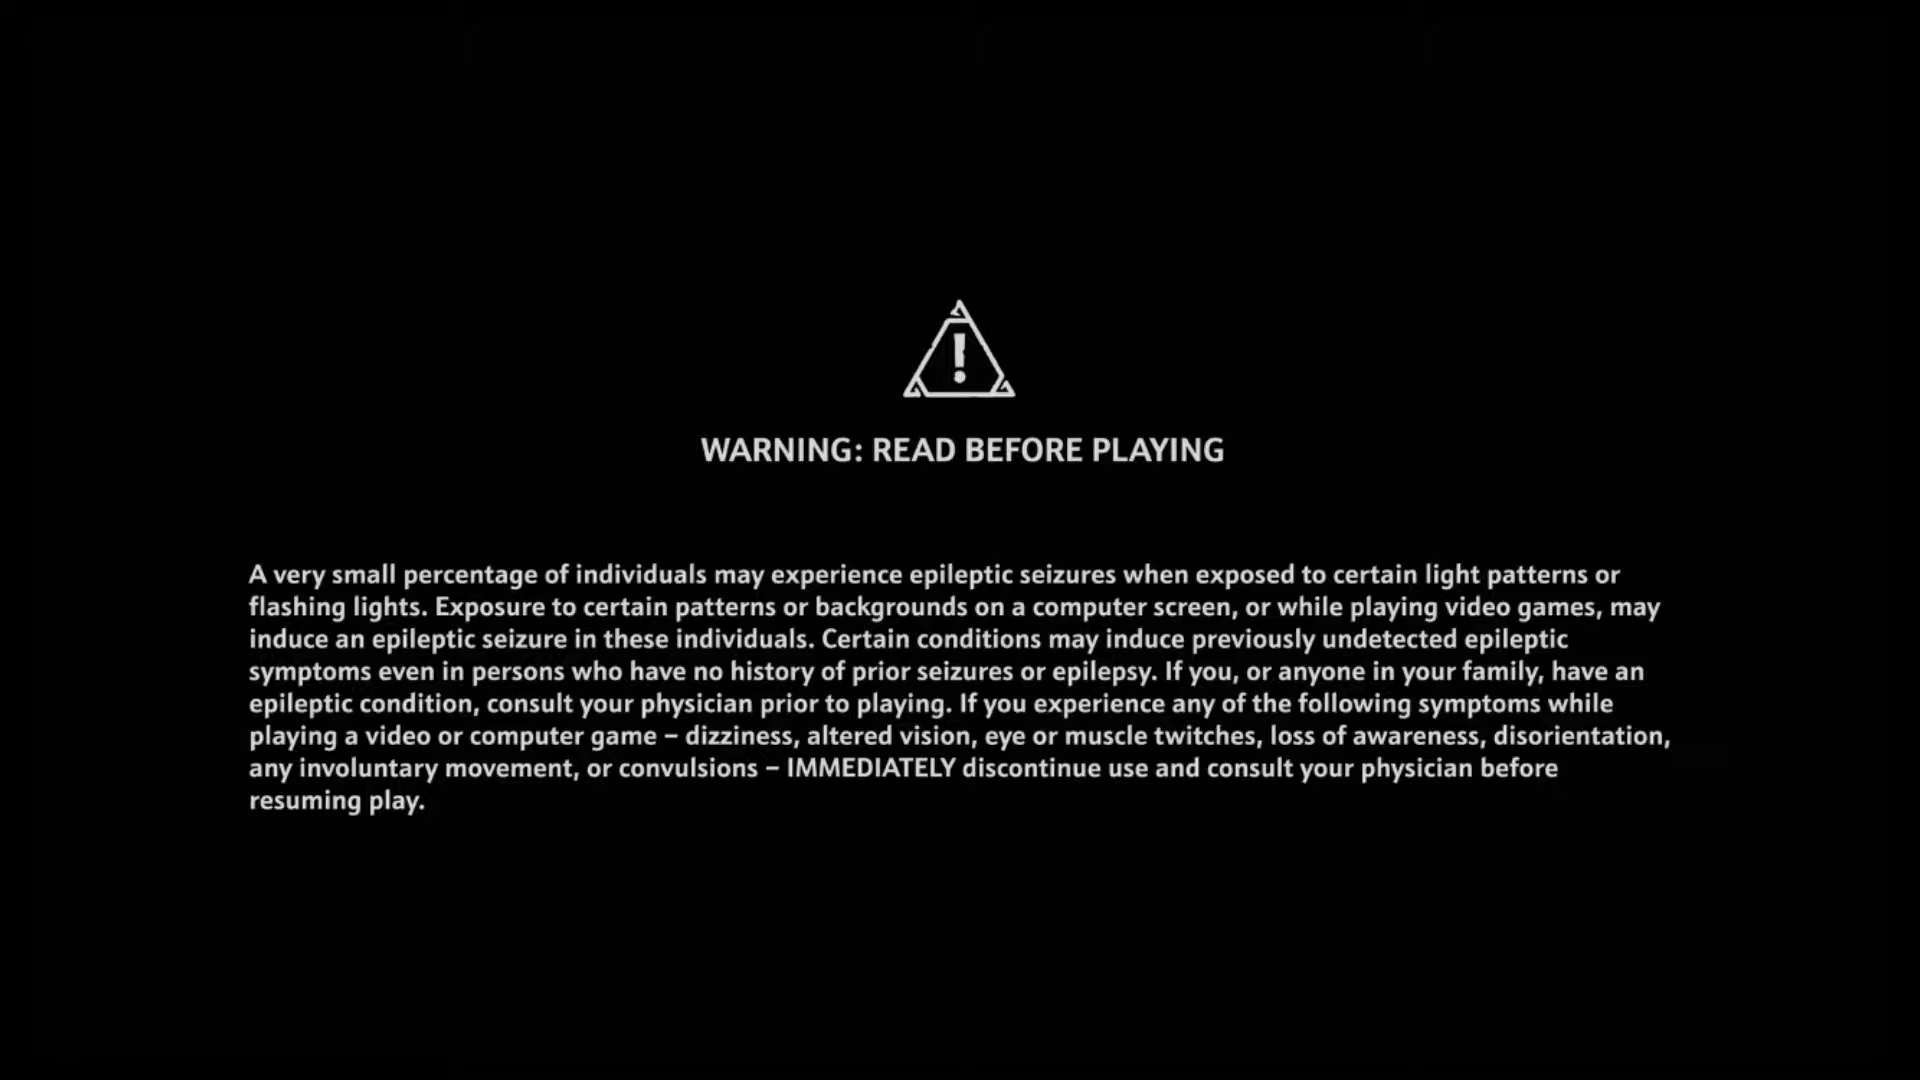 WARNING: READ BEFORE PLAYING
A very small percentage of individuals may experience epileptic seizures when exposed to certain light patterns or
flashing lights. Exposure to certain patterns or backgrounds on a computer screen, or while playing video games, may
induce an epileptic seizure in these individuals. Certain conditions may induce previously undetected epileptic
symptoms even in persons who have no history of prior seizures or epilepsy. If you, or anyone in your family, have an
epileptic condition, consult your physician prior to playing. If you experience any of the following symptoms while
playing a video or computer game – dizziness, altered vision, eye or muscle twitches, loss of awareness, disorientation,
any involuntary movement, or convulsions – IMMEDIATELY discontinue use and consult your physician before
resuming play.